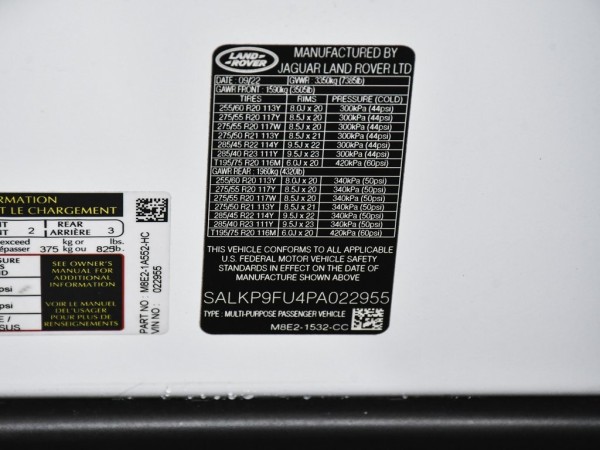 LAND-
ROVER
MANUFACTURED BY
JAGUAR LAND ROVER LTD
DATE : 09/22 GVWR : 3350kg (7385lb)
GAWR FRONT : 1590kg (3505lb)
TIRES RIMS PRESSURE (COLD)
255/60 R20 113Y 8.0J x 20 300kPa (44psi)
275/55 R20 117Y 8.5J x 20 300kPa (44psi)
275/55 R20 117W 8.5J x 20 300kPa (44psi)
275/50 R21 113Y 8.5J x 21 300kPa (44psi)
285/45 R22 114Y 9.5J x 22 300kPa (44psi)
285/40 R23 111Y 9.5J x 23 300kPa (44psi)
T195/75 R20 116M 6.0J x 20 420kPa (60psi)
GAWR REAR : 1960kg (4320lb)
255/60 R20 113Y 8.0J x 20 340kPa (50psi)
275/55 R20 117Y 8.5J x 20 340kPa (50psi)
275/55 R20 117W 8.5J x 20 340kPa (50psi)
275/50 R21 113Y 8.5J x 21 340kPa (50psi)
285/45 R22 114Y 9.5J x 22 340kPa (50psi)
285/40 R23 111Y 9.5J x 23 340kPa (50psi)
T195/75 R20 116M 6.0J x 20 420kPa (60psi)
THIS VEHICLE CONFORMS TO ALL APPLICABLE
U.S. FEDERAL MOTOR VEHICLE SAFETY
STANDARDS IN EFFECT ON THE DATE OF
MANUFACTURE SHOWN ABOVE
SALKP9FU4PA022955
TYPE : MULTI-PURPOSE PASSENGER VEHICLE
M8E2-1532-CC
ORMATION
T LE CHARGEMENT
NT 2 REAR ARRIÈRE 3
exceed kg or lbs.
dépasser 375 kg ou 825lb.
SURE
SEE OWNER'S
MANUAL FOR
ADDITIONAL
INFORMATION
psi
VOIR LE MANUEL
DEL'USAGER
POUR PLUS DE
RENSEIGNEMENTS
psi
E /
SUS
PART NO : M8E2-1A552-HC
VIN NO : 022955